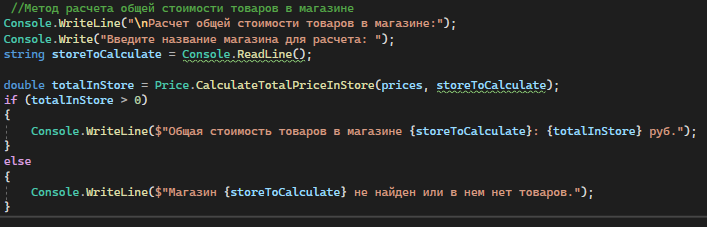 //Метод расчета общей стоимости товаров в магазине
Console.WriteLine("\nРасчет общей стоимости товаров в магазине:");
Console.Write("Введите название магазина для расчета: ");
string storeToCalculate = Console.ReadLine();
double totalInStore = Price.CalculateTotalPriceInStore(prices, storeToCalculate);
if (totalInStore > 0)
{
Console.WriteLine($"Общая стоимость товаров в магазине {storeToCalculate}: {totalInStore} руб.");
}
else
{
Console.WriteLine($"Магазин {storeToCalculate} не найден или в нем нет товаров.");
}